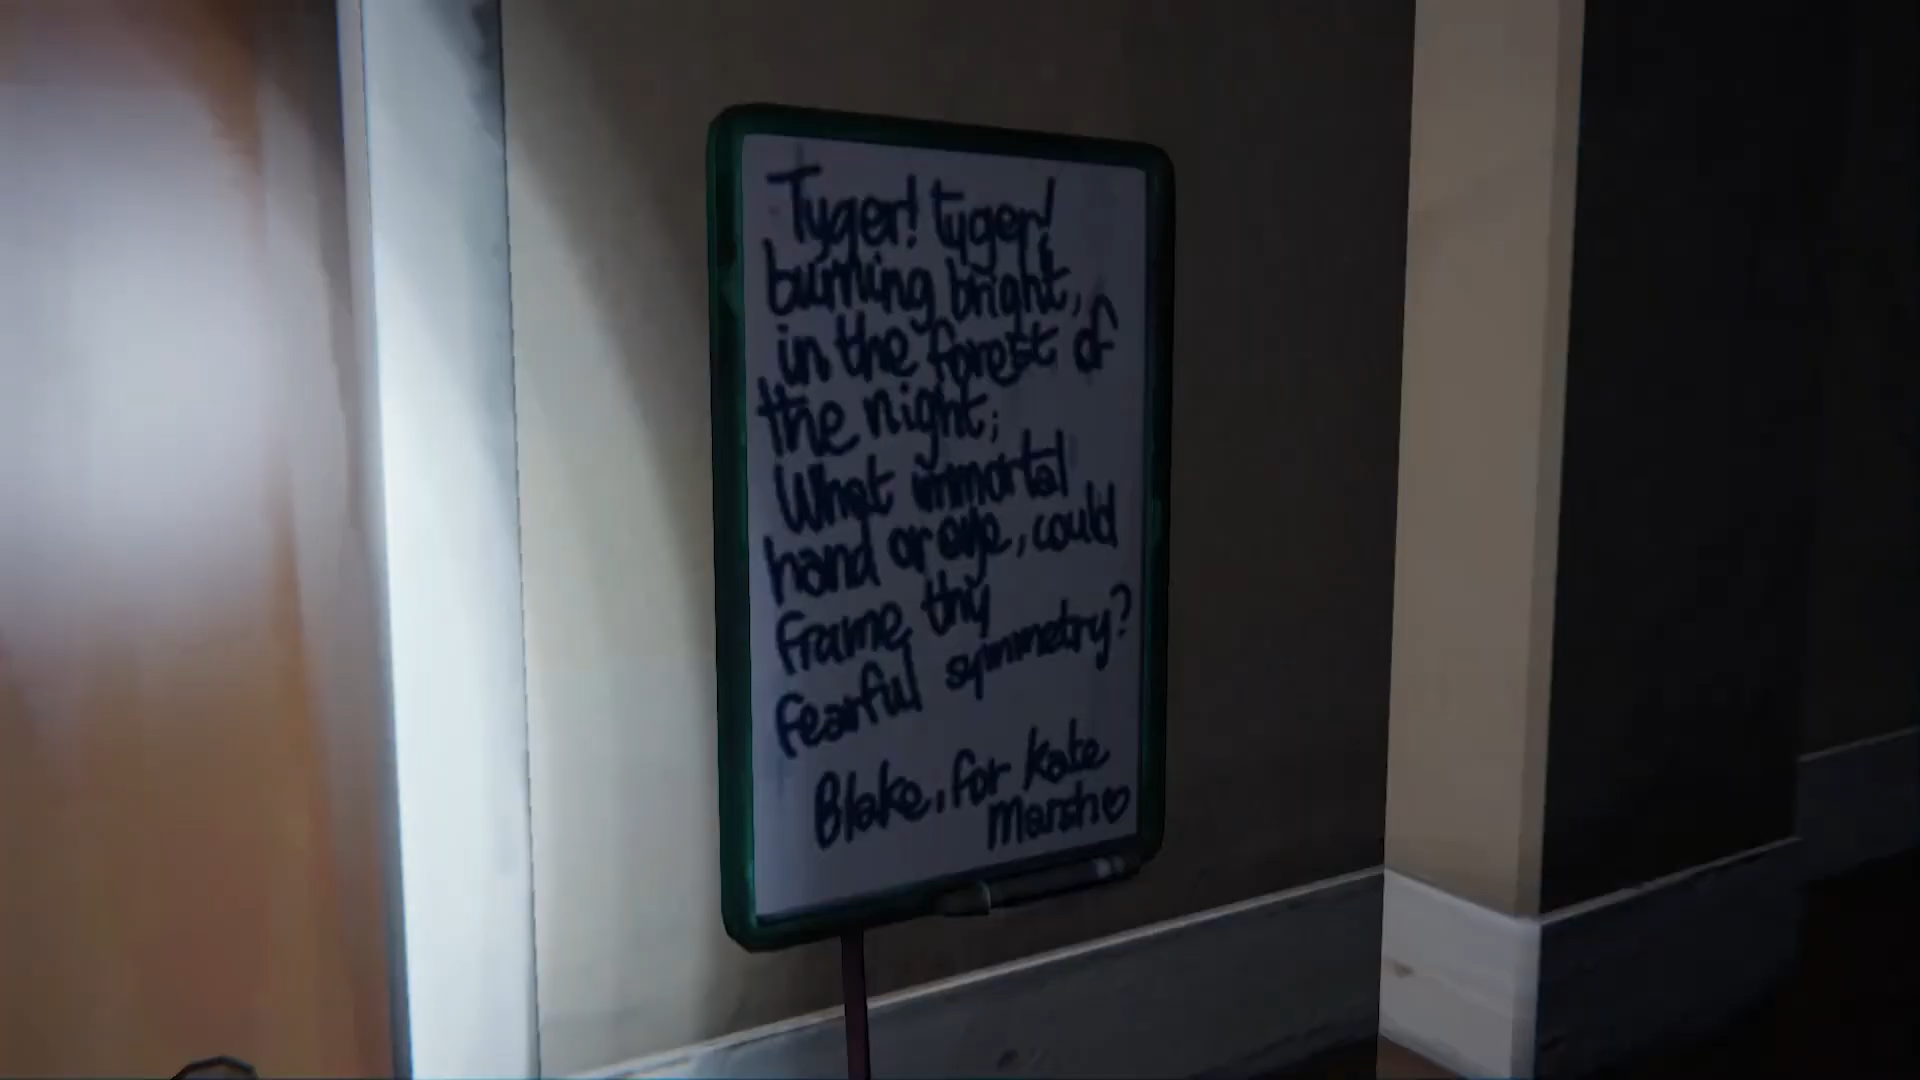 Tyger! tyger!
burning bright,
in the forest of
the night;
What immortal
hand or eye, could
frame thy
fearful symmetry?
Blake, for Kate
Marsh♡